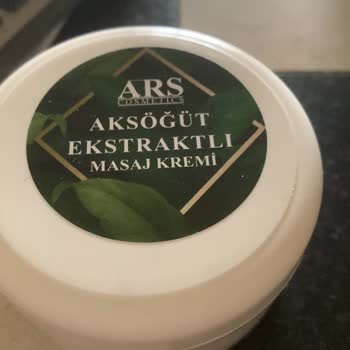 ARS
COSMETICS
AKSÖĞÜT
EKSTRAKTLI
MASAJ KREMİ